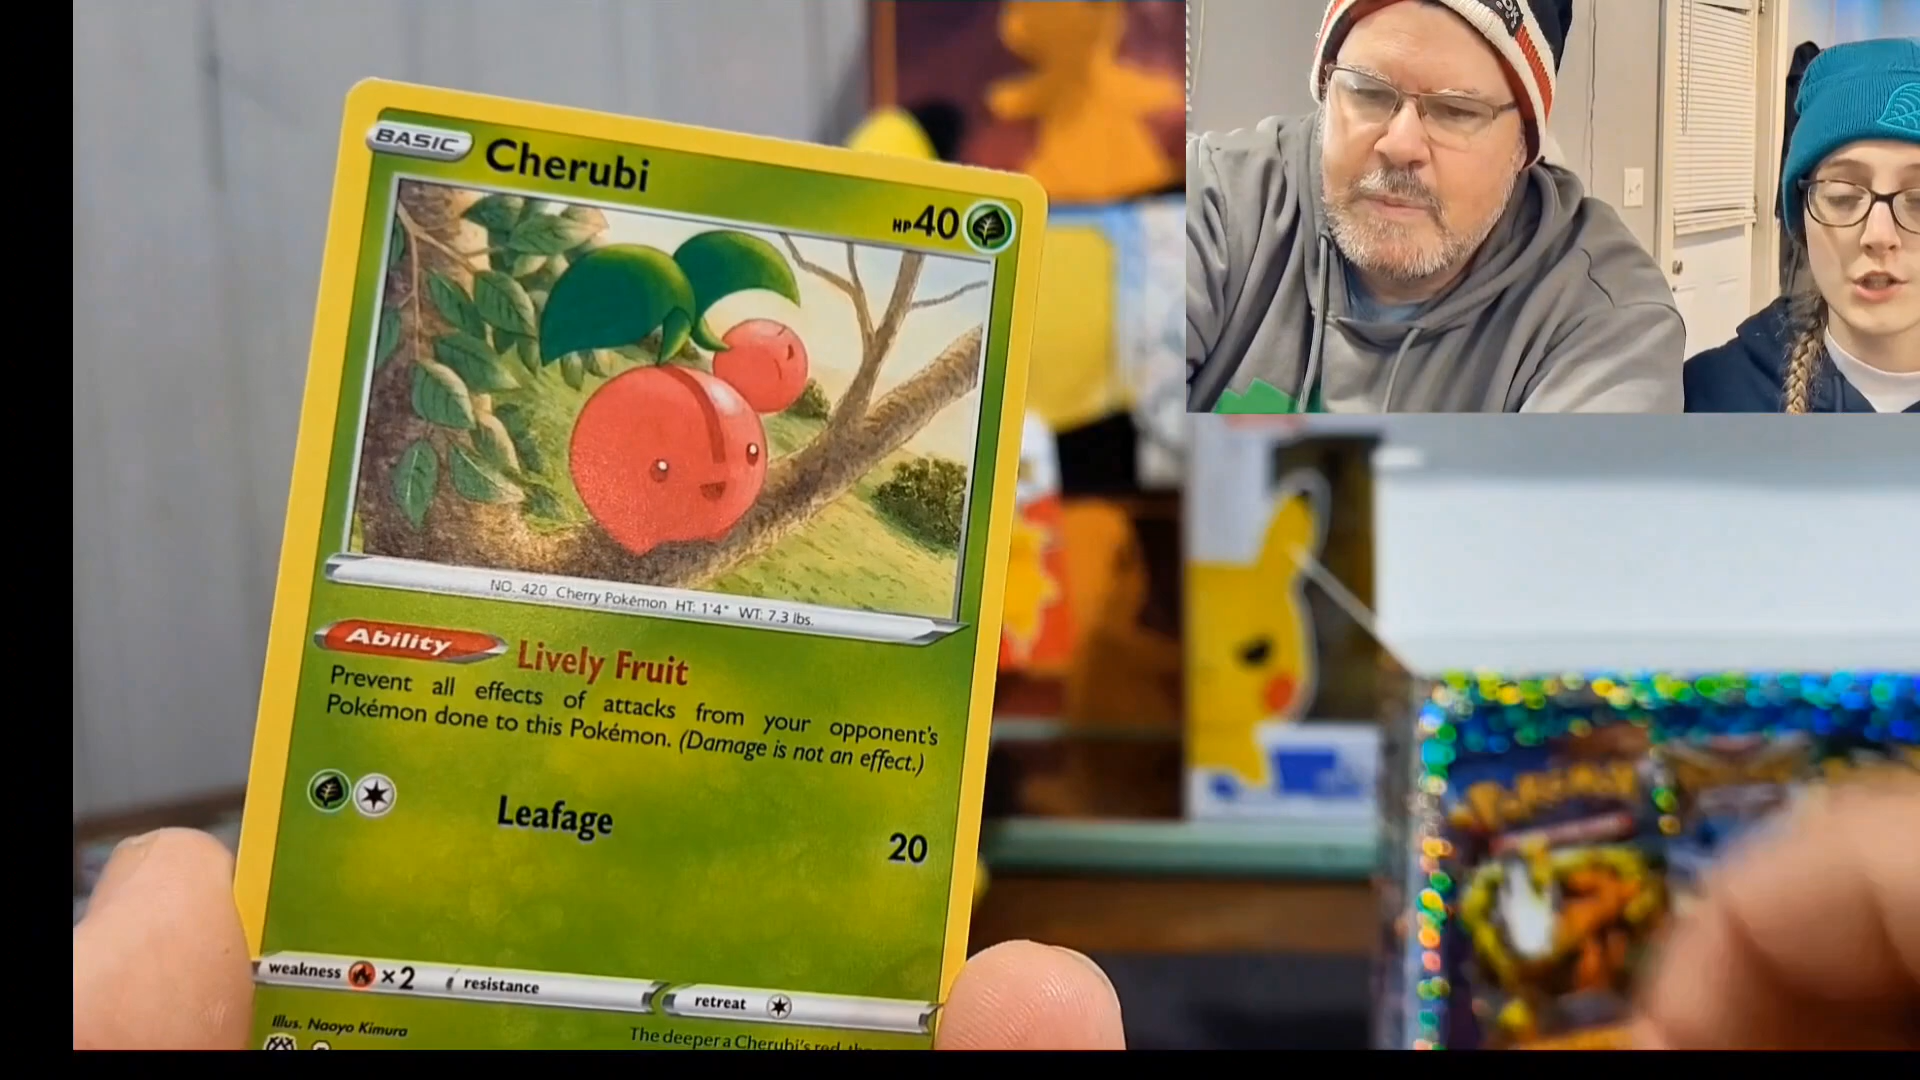 BASIC Cherubi
HP40
NO. 420 Cherry Pokémon HT: 1'4" WT: 7.3 lbs.
Ability Lively Fruit
Prevent all effects of attacks from your opponent's
Pokémon done to this Pokémon. (Damage is not an effect.)
Leafage 20
weakness ×2 resistance retreat
Illus. Naoyo Kimura
The deeper a Cherubi's red,
POKÉMON